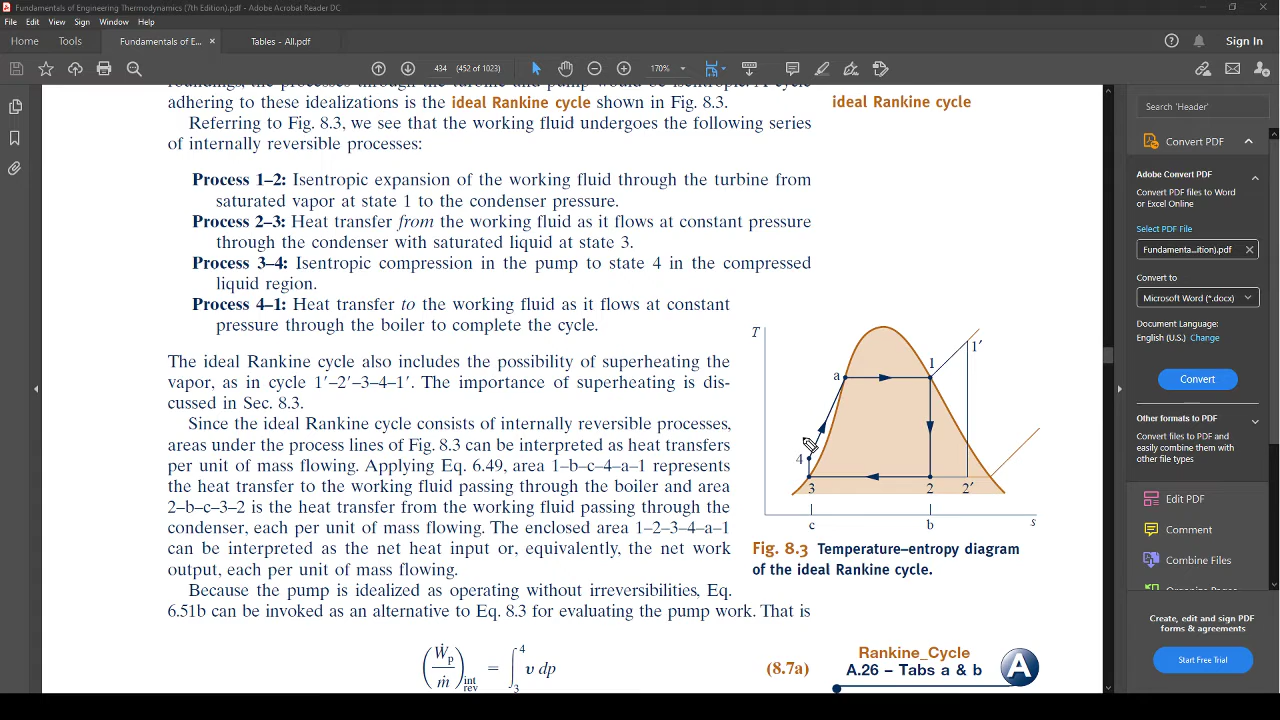 Fundamentals of Engineering Thermodynamics (7th Edition).pdf - Adobe Acrobat Reader DC
File Edit View Sign Window Help
Home Tools Fundamentals of E... × Tables - All.pdf Sign In
434 (452 of 1023) 170%
adhering to these idealizations is the ideal Rankine cycle shown in Fig. 8.3.
ideal Rankine cycle
Referring to Fig. 8.3, we see that the working fluid undergoes the following series
of internally reversible processes:
Process 1–2: Isentropic expansion of the working fluid through the turbine from
saturated vapor at state 1 to the condenser pressure.
Process 2–3: Heat transfer from the working fluid as it flows at constant pressure
through the condenser with saturated liquid at state 3.
Process 3–4: Isentropic compression in the pump to state 4 in the compressed
liquid region.
Process 4–1: Heat transfer to the working fluid as it flows at constant
pressure through the boiler to complete the cycle.
The ideal Rankine cycle also includes the possibility of superheating the
vapor, as in cycle 1′–2′–3–4–1′. The importance of superheating is dis-
cussed in Sec. 8.3.
Since the ideal Rankine cycle consists of internally reversible processes,
areas under the process lines of Fig. 8.3 can be interpreted as heat transfers
per unit of mass flowing. Applying Eq. 6.49, area 1–b–c–4–a–1 represents
the heat transfer to the working fluid passing through the boiler and area
2–b–c–3–2 is the heat transfer from the working fluid passing through the
condenser, each per unit of mass flowing. The enclosed area 1–2–3–4–a–1
can be interpreted as the net heat input or, equivalently, the net work
output, each per unit of mass flowing.
Because the pump is idealized as operating without irreversibilities, Eq.
6.51b can be invoked as an alternative to Eq. 8.3 for evaluating the pump work. That is
(Ẇp/ṁ)int rev = ∫₃⁴ υ dp (8.7a)
T
1′
1
a
4
3 2 2′
c b s
Fig. 8.3 Temperature–entropy diagram
of the ideal Rankine cycle.
Rankine_Cycle
A.26 – Tabs a & b
A
Search 'Header'
Convert PDF
Adobe Convert PDF
Convert PDF files to Word
or Excel Online
Select PDF File
Fundamenta...ition).pdf ×
Convert to
Microsoft Word (*.docx)
Document Language:
English (U.S.) Change
Convert
Other formats to PDF
Convert files to PDF and
easily combine them with
other file types
Edit PDF
Comment
Combine Files
Create, edit and sign PDF
forms & agreements
Start Free Trial